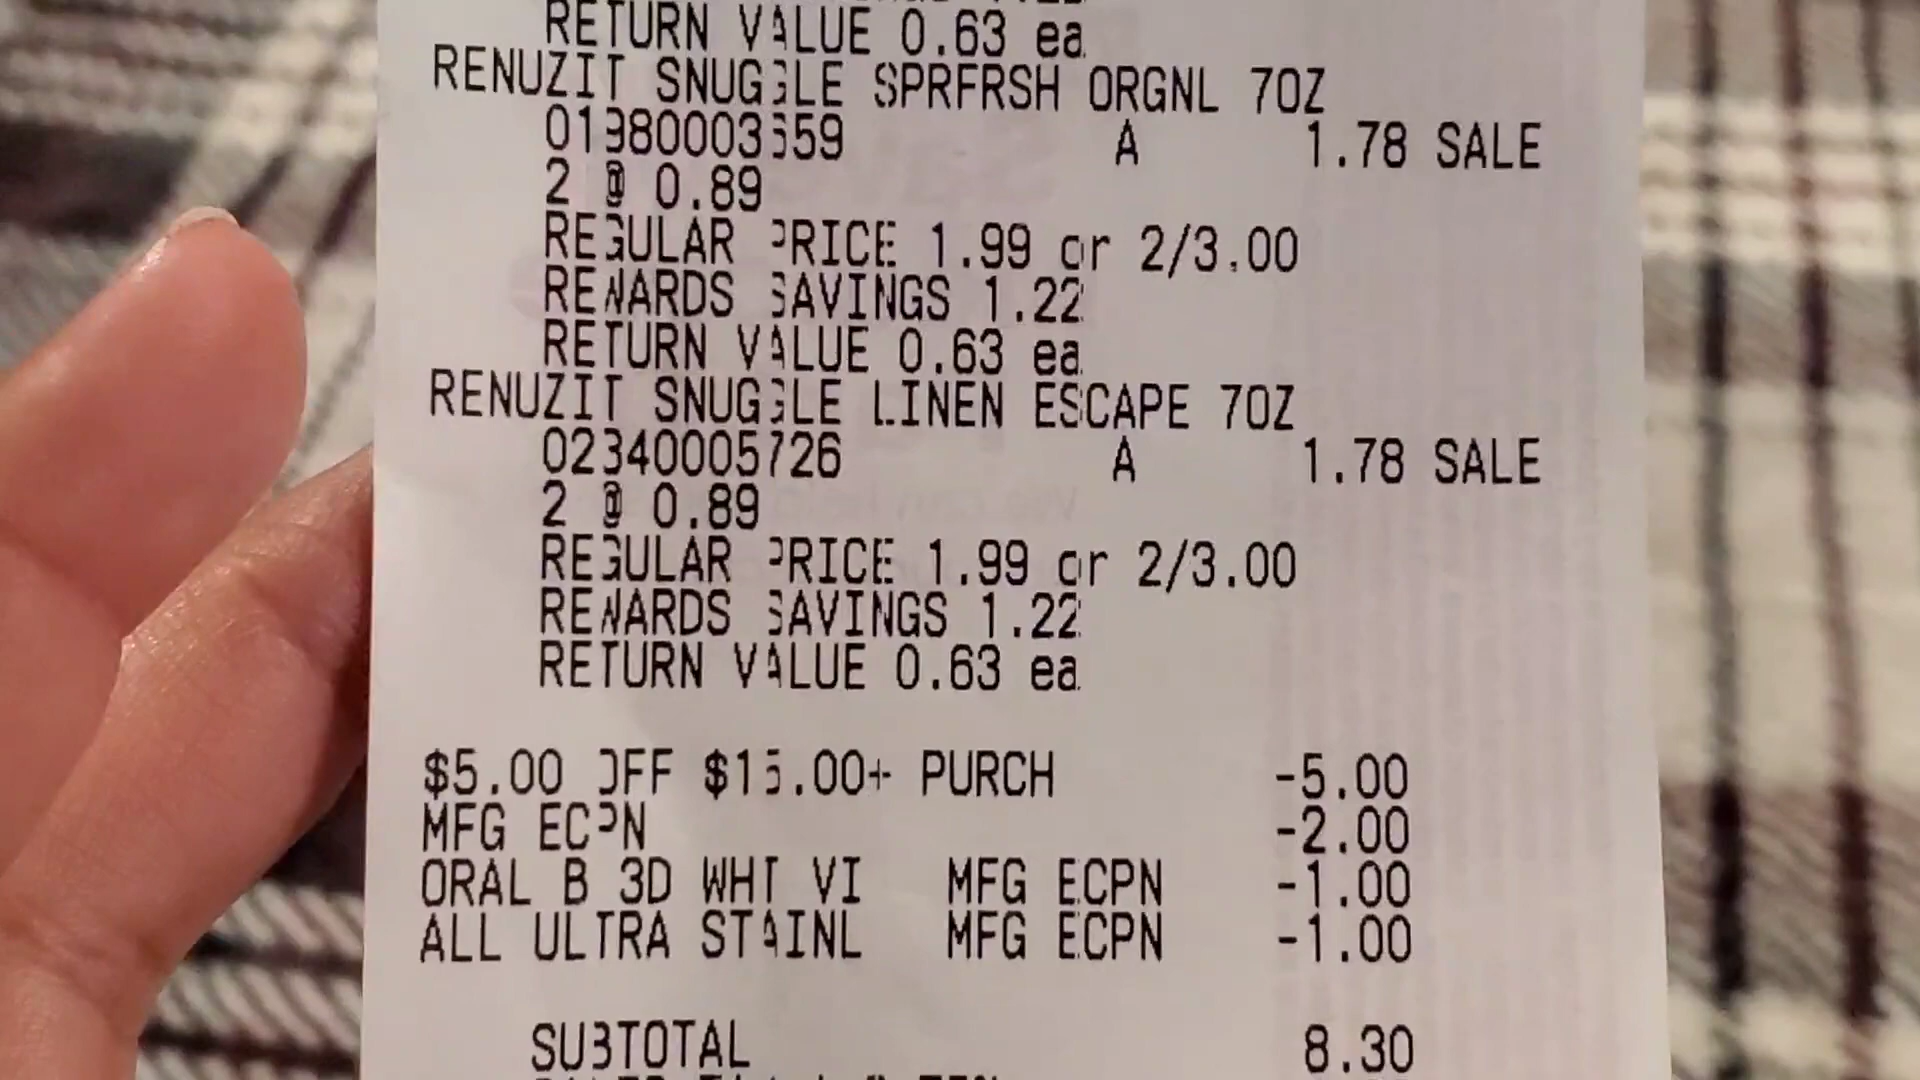 RETURN VALUE 0.63 ea
RENUZIT SNUGGLE SPRFRSH ORGNL 7OZ
01980003659 A 1.78 SALE
2 @ 0.89
REGULAR PRICE 1.99 or 2/3.00
REWARDS SAVINGS 1.22
RETURN VALUE 0.63 ea
RENUZIT SNUGGLE LINEN ESCAPE 7OZ
02340005726 A 1.78 SALE
2 @ 0.89
REGULAR PRICE 1.99 or 2/3.00
REWARDS SAVINGS 1.22
RETURN VALUE 0.63 ea
$5.00 OFF $15.00+ PURCH -5.00
MFG ECPN -2.00
ORAL B 3D WHT VI MFG ECPN -1.00
ALL ULTRA STAINL MFG ECPN -1.00
SUBTOTAL 8.30